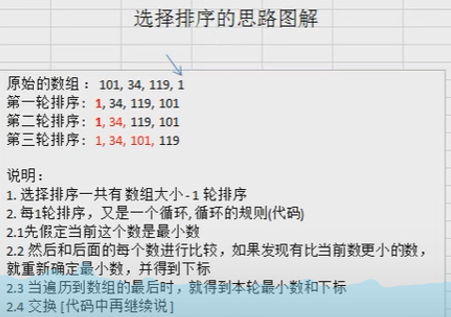 选择排序的思路图解
原始的数组 ：101, 34, 119, 1
第一轮排序：1, 34, 119, 101
第二轮排序：1, 34, 119, 101
第三轮排序：1, 34, 101, 119
说明：
1. 选择排序一共有 数组大小 - 1 轮排序
2. 每1轮排序，又是一个循环, 循环的规则(代码)
2.1先假定当前这个数是最小数
2.2 然后和后面的每个数进行比较，如果发现有比当前数更小的数，
就重新确定最小数，并得到下标
2.3 当遍历到数组的最后时，就得到本轮最小数和下标
2.4 交换 [代码中再继续说 ]